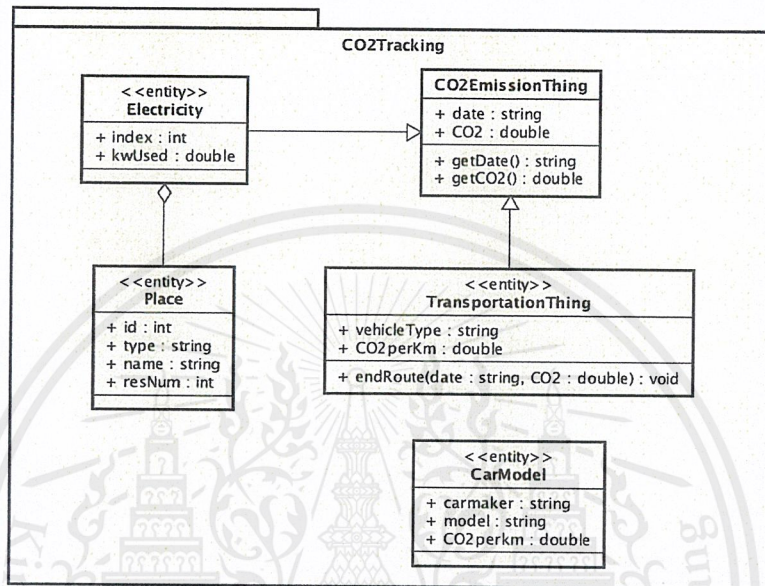 CO2Tracking
<<entity>>
Electricity
+ index : int
+ kwUsed : double
CO2EmissionThing
+ date : string
+ CO2 : double
+ getDate() : string
+ getCO2() : double
<<entity>>
Place
+ id : int
+ type : string
+ name : string
+ resNum : int
<<entity>>
TransportationThing
+ vehicleType : string
+ CO2perKm : double
+ endRoute(date : string, CO2 : double) : void
<<entity>>
CarModel
+ carmaker : string
+ model : string
+ CO2perkm : double